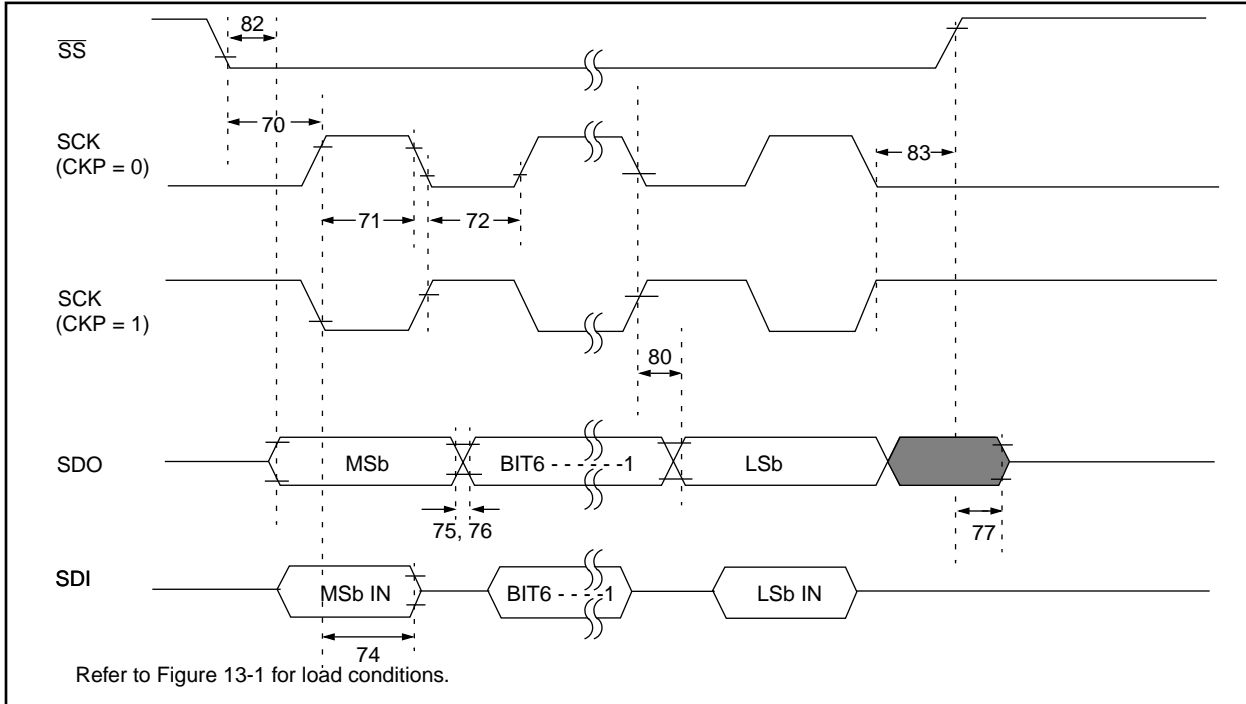 82
SS
70
SCK
(CKP = 0)
83
71
72
SCK
(CKP = 1)
80
SDO
MSb
BIT6 - - - - - -1
LSb
75, 76
77
SDI
MSb IN
BIT6 - - - -1
LSb IN
74
Refer to Figure 13-1 for load conditions.